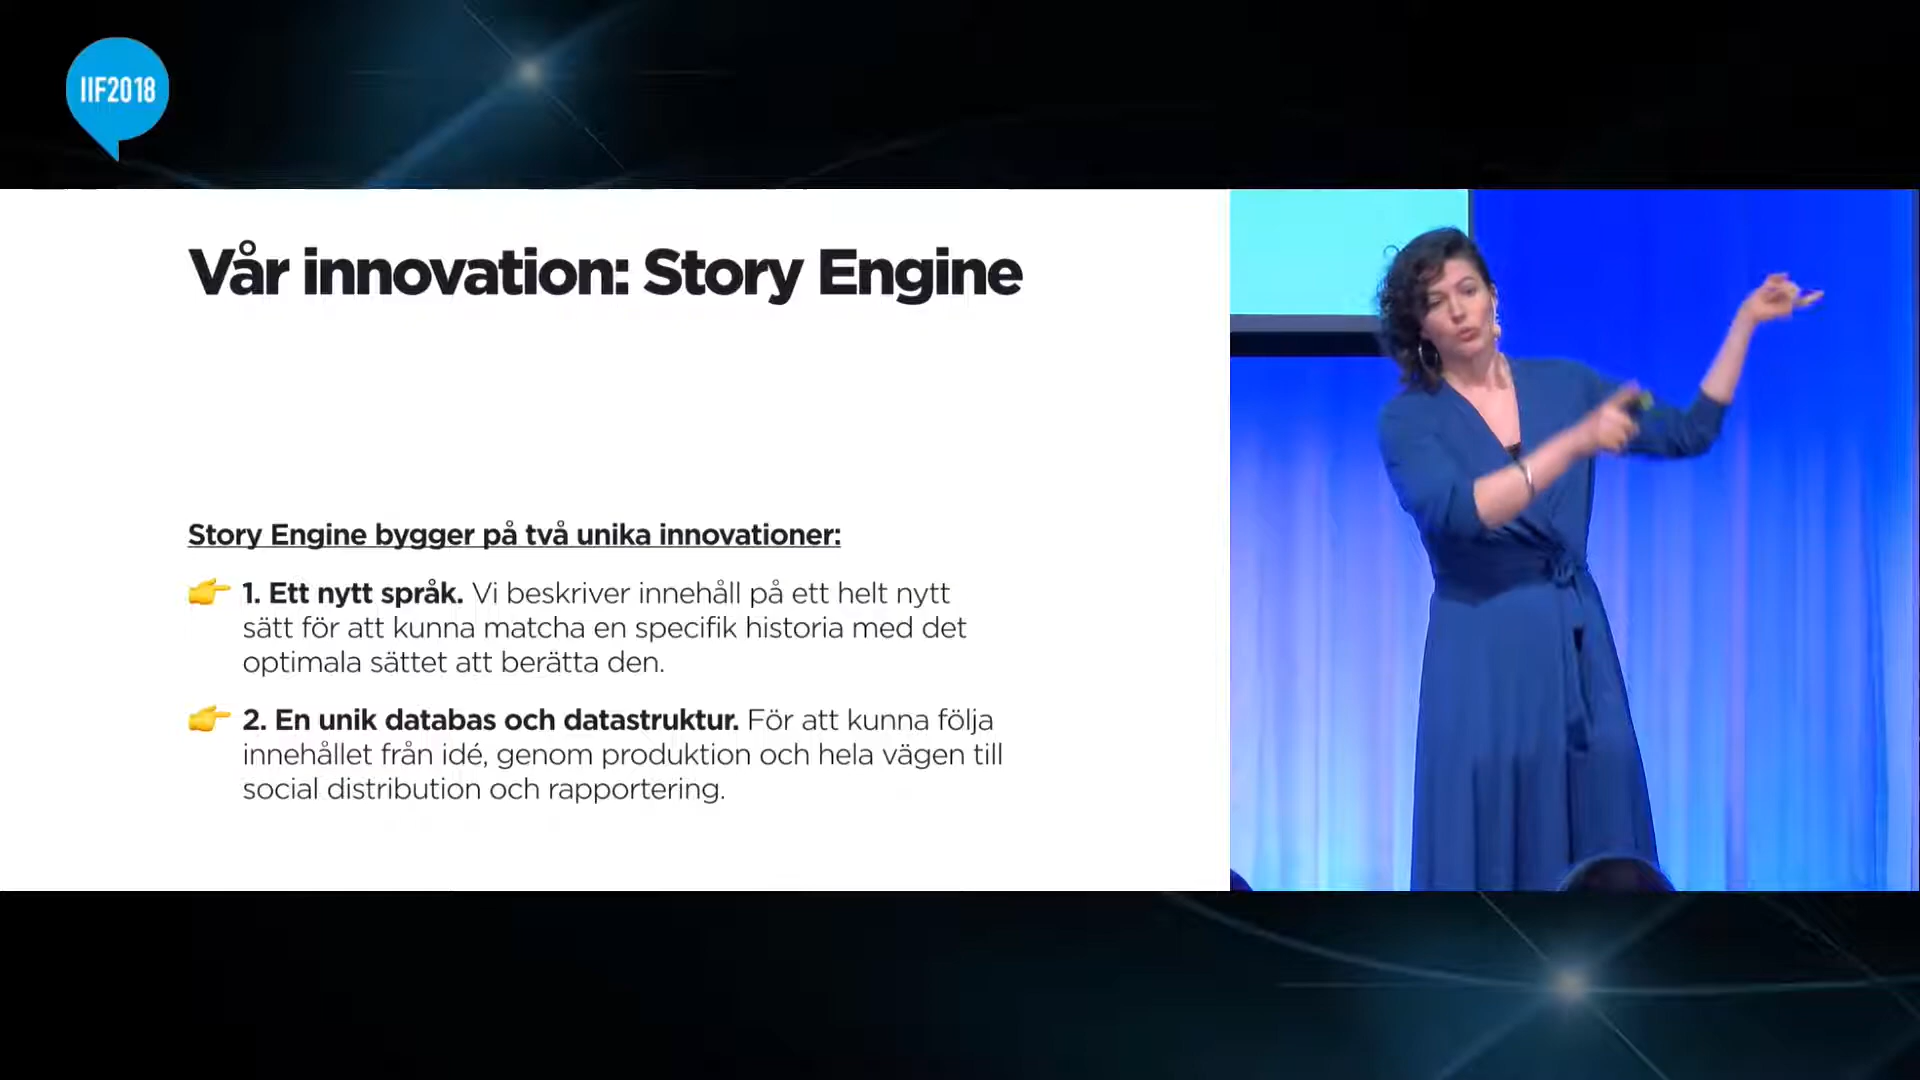 IIF2018
Vår innovation: Story Engine
Story Engine bygger på två unika innovationer:
👉 1. Ett nytt språk. Vi beskriver innehåll på ett helt nytt
sätt för att kunna matcha en specifik historia med det
optimala sättet att berätta den.
👉 2. En unik databas och datastruktur. För att kunna följa
innehållet från idé, genom produktion och hela vägen till
social distribution och rapportering.